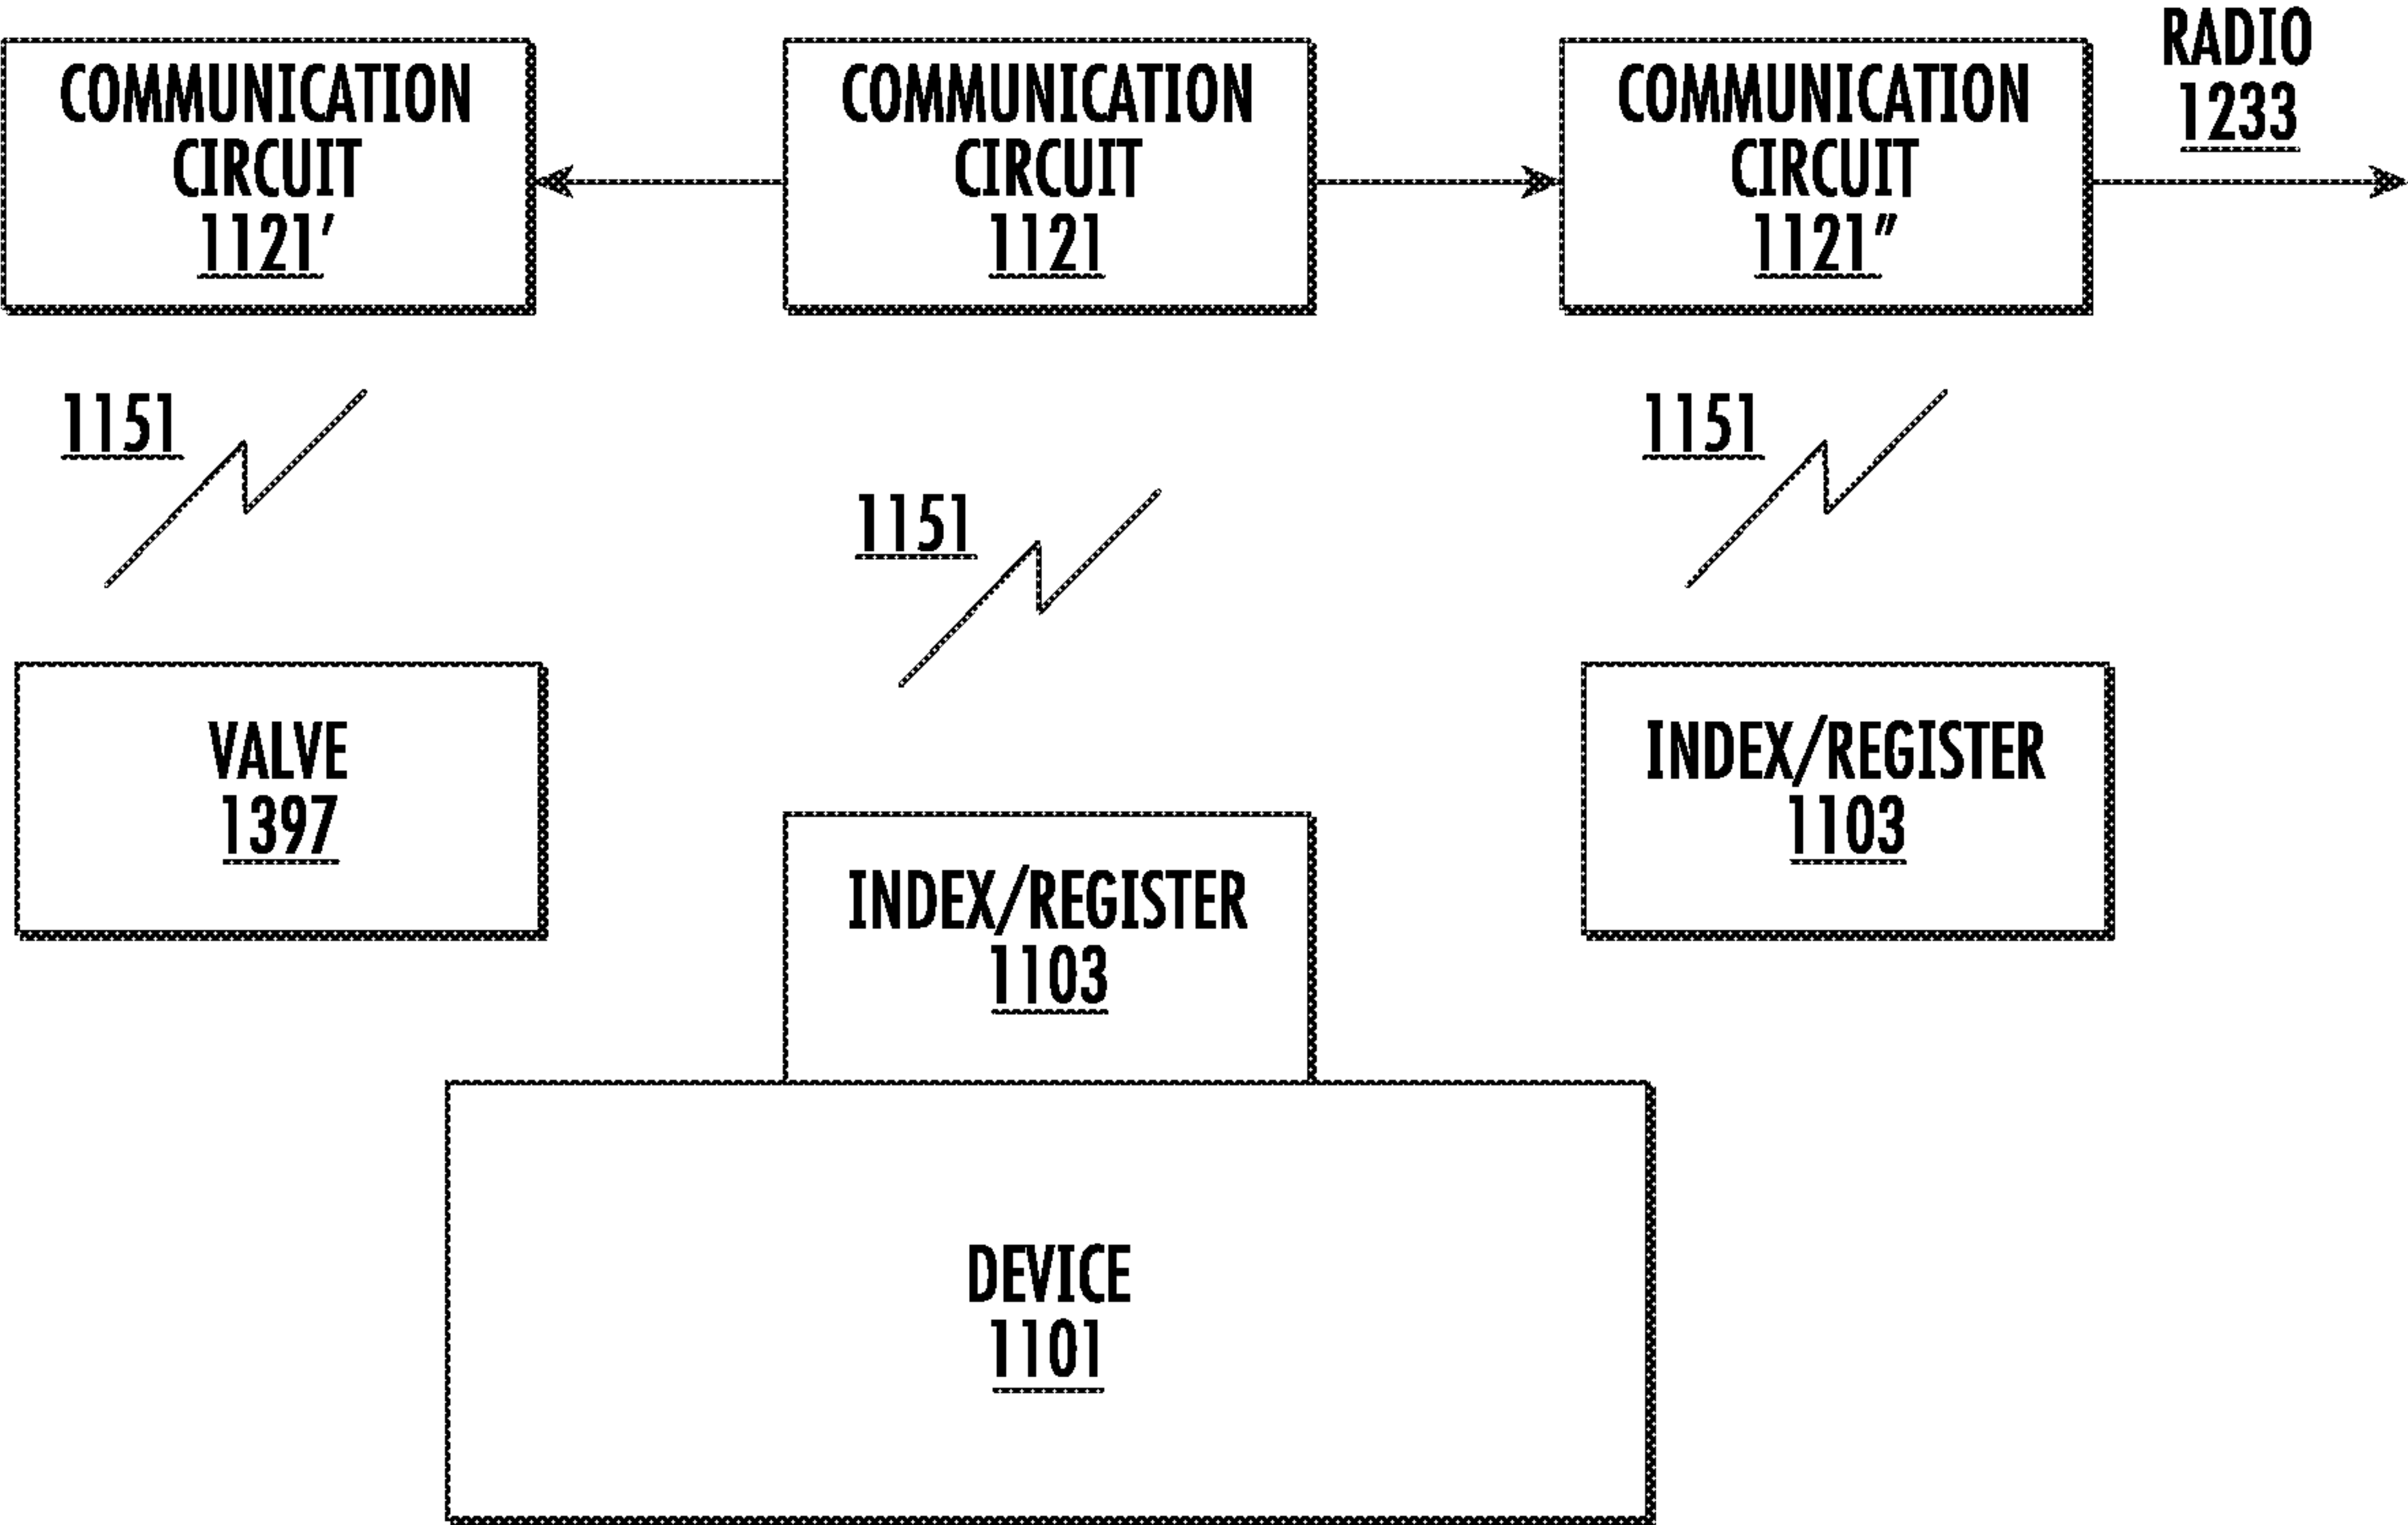 COMMUNICATION
CIRCUIT
1121'
COMMUNICATION
CIRCUIT
1121
COMMUNICATION
CIRCUIT
1121"
RADIO
1233
1151
1151
1151
VALVE
1397
INDEX/REGISTER
1103
INDEX/REGISTER
1103
DEVICE
1101